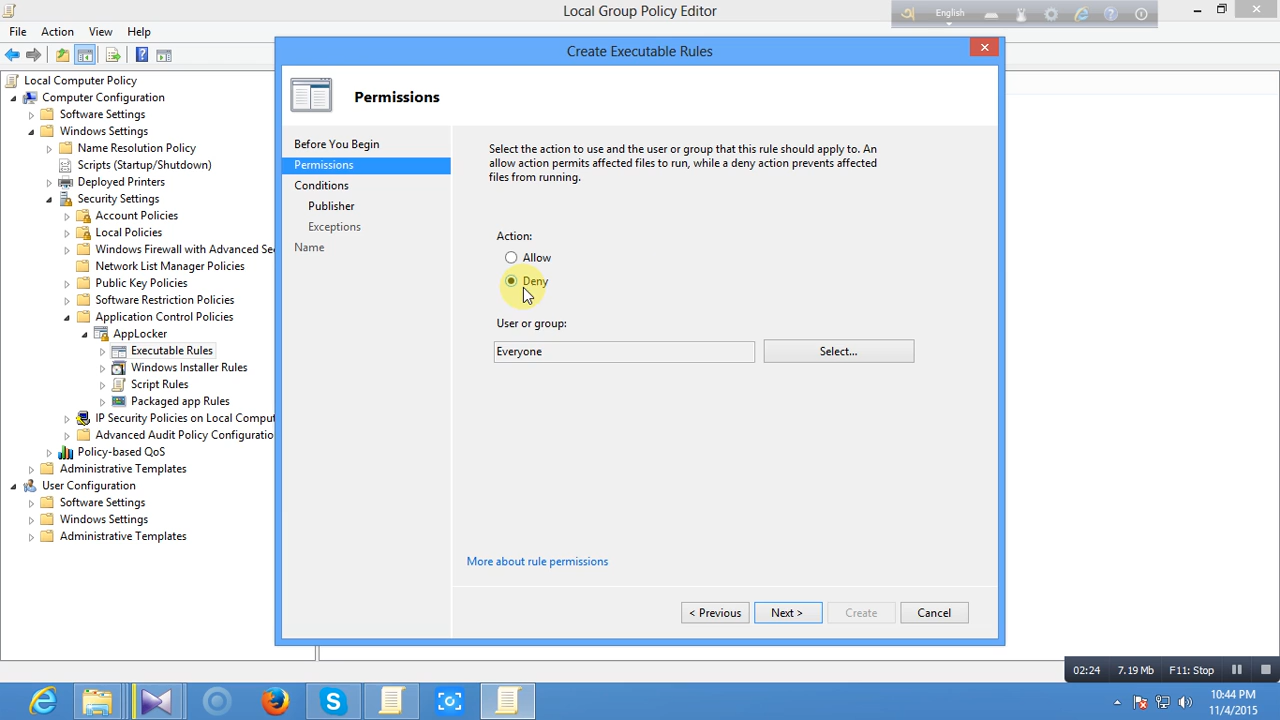 Local Group Policy Editor
English
File Action View Help
Create Executable Rules
Local Computer Policy
Computer Configuration
Software Settings
Windows Settings
Name Resolution Policy
Scripts (Startup/Shutdown)
Deployed Printers
Security Settings
Account Policies
Local Policies
Windows Firewall with Advanced Se
Network List Manager Policies
Public Key Policies
Software Restriction Policies
Application Control Policies
AppLocker
Executable Rules
Windows Installer Rules
Script Rules
Packaged app Rules
IP Security Policies on Local Comput
Advanced Audit Policy Configuratio
Policy-based QoS
Administrative Templates
User Configuration
Software Settings
Windows Settings
Administrative Templates
Permissions
Before You Begin
Permissions
Conditions
Publisher
Exceptions
Name
Select the action to use and the user or group that this rule should apply to. An
allow action permits affected files to run, while a deny action prevents affected
files from running.
Action:
Allow
Deny
User or group:
Everyone
Select...
More about rule permissions
< Previous
Next >
Create
Cancel
02:24 7.19 Mb F11: Stop
10:44 PM
11/4/2015